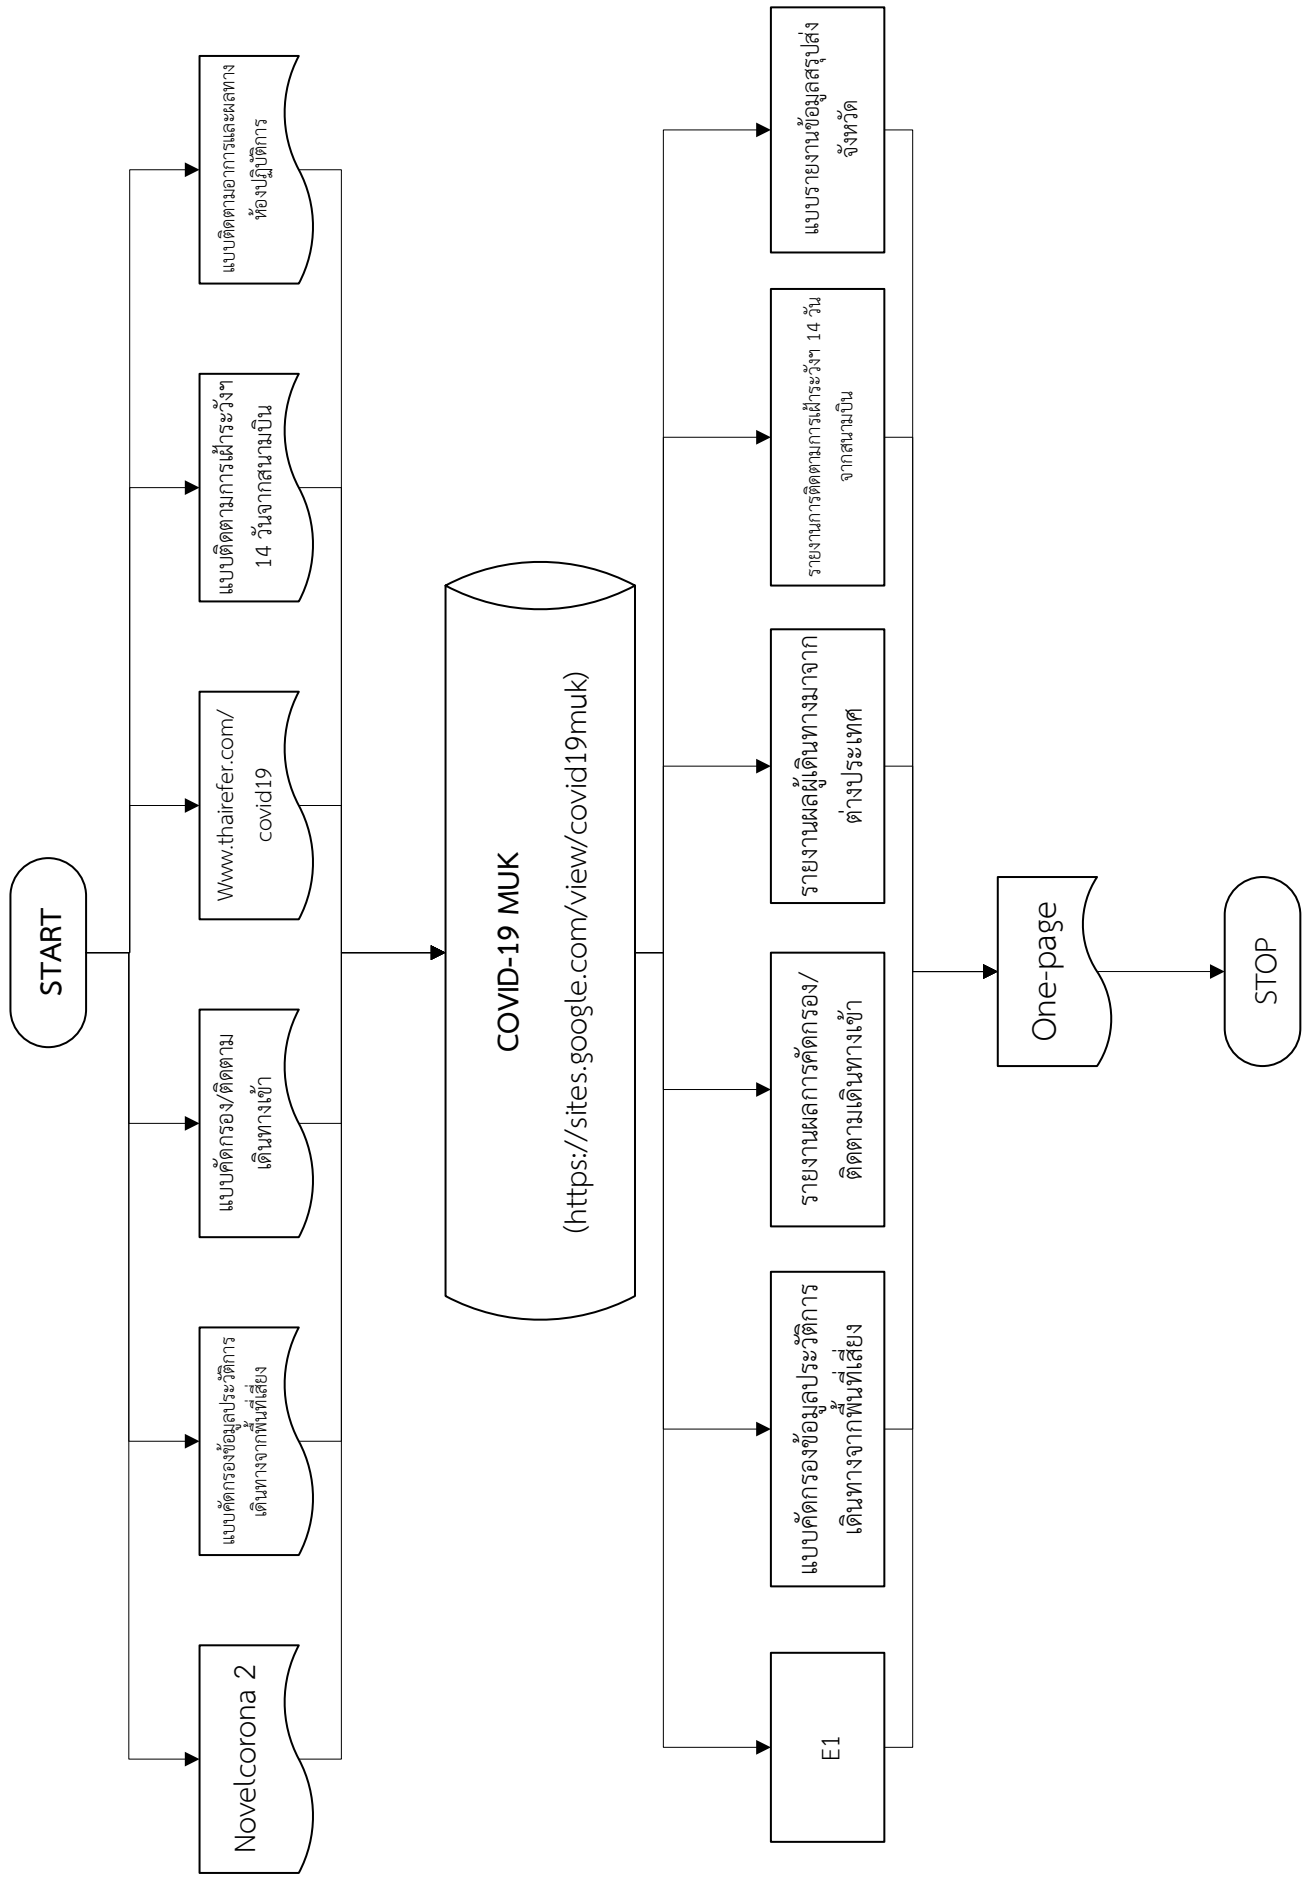 START
Novelcorona 2
แบบคัดกรองข้อมูลประวัติการ
เดินทางจากพื้นที่เสี่ยง
แบบคัดกรอง/ติดตาม
เดินทางเข้า
Www.thairefer.com/
covid19
แบบติดตามการเฝ้าระวังฯ
14 วันจากสนามบิน
แบบติดตามอาการและผลทาง
ห้องปฏิบัติการ
COVID-19 MUK
(https://sites.google.com/view/covid19muk)
E1
แบบคัดกรองข้อมูลประวัติการ
เดินทางจากพื้นที่เสี่ยง
รายงานผลการคัดกรอง/
ติดตามเดินทางเข้า
รายงานผลผู้เดินทางมาจาก
ต่างประเทศ
รายงานการติดตามการเฝ้าระวังฯ 14 วัน
จากสนามบิน
แบบรายงานข้อมูลสรุปส่ง
จังหวัด
One-page
STOP